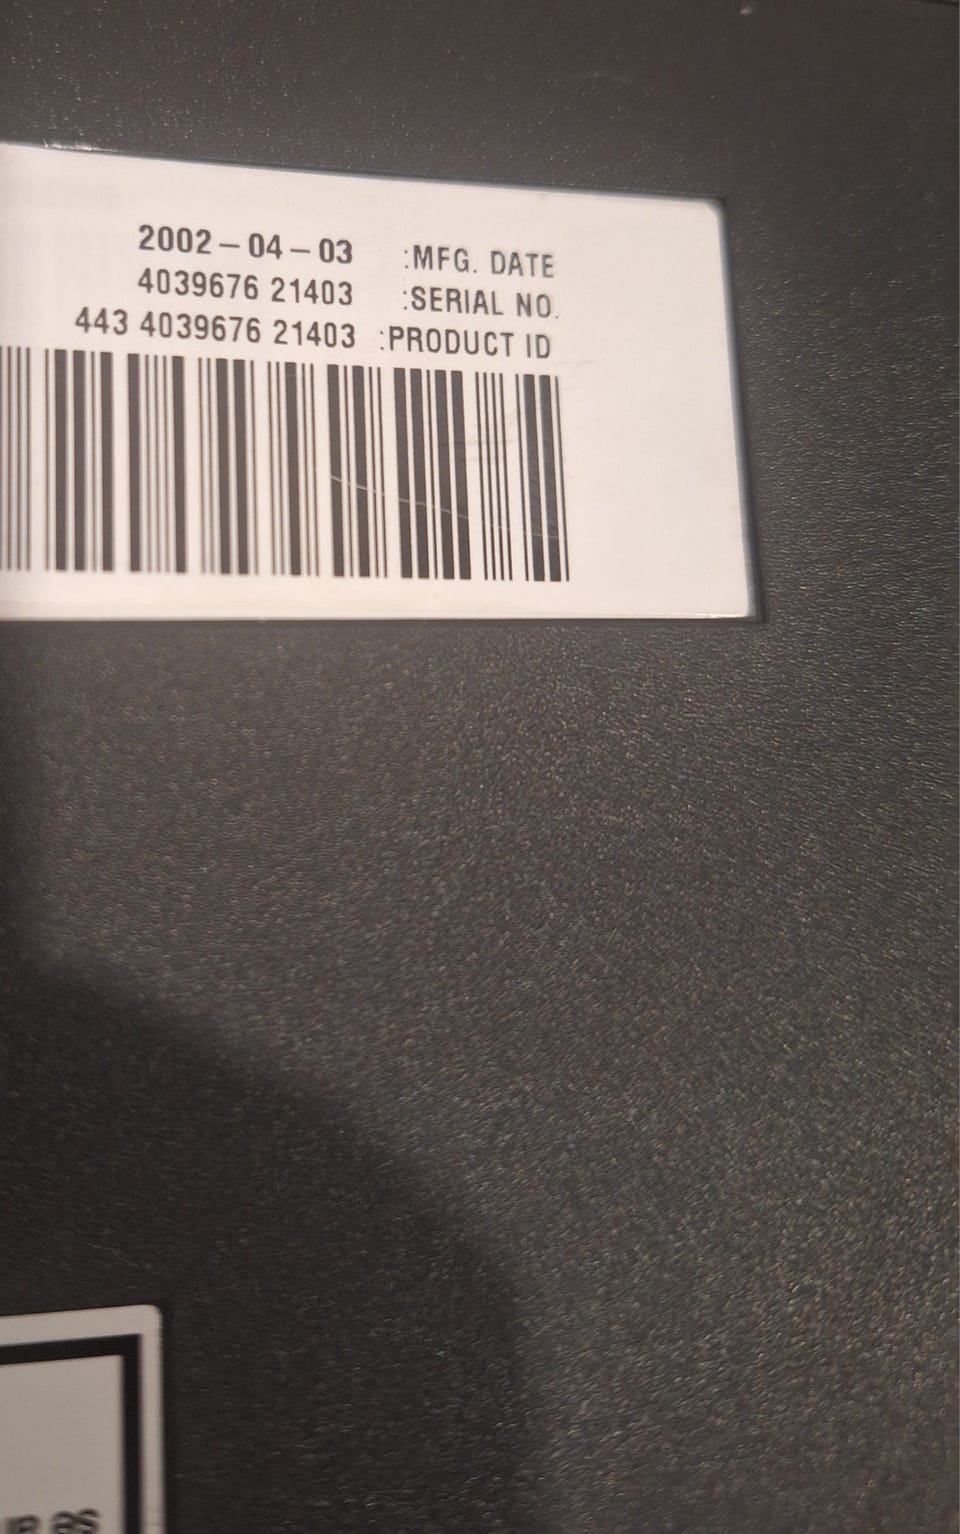 2002 – 04 – 03 :MFG. DATE
4039676 21403 :SERIAL NO.
443 4039676 21403 :PRODUCT ID